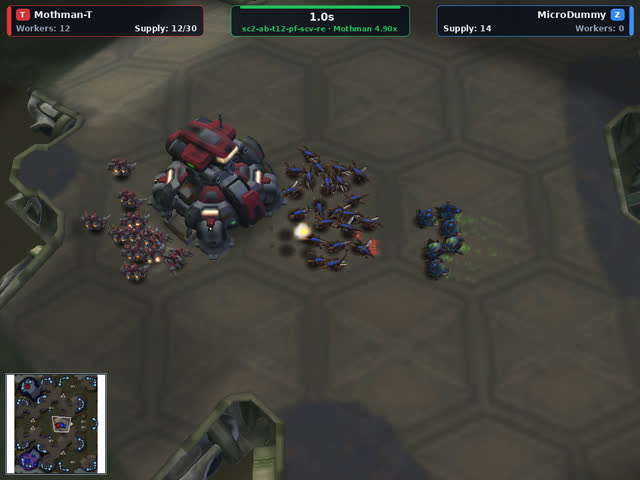 T Mothman-T
Workers: 12 Supply: 12/30
1.0s
sc2-ab-t12-pf-scv-re · Mothman 4.90x
MicroDummy Z
Supply: 14 Workers: 0